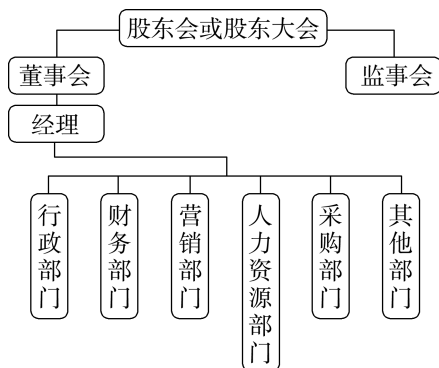 股东会或股东大会
董事会
监事会
经理
行政部门
财务部门
营销部门
人力资源部门
采购部门
其他部门